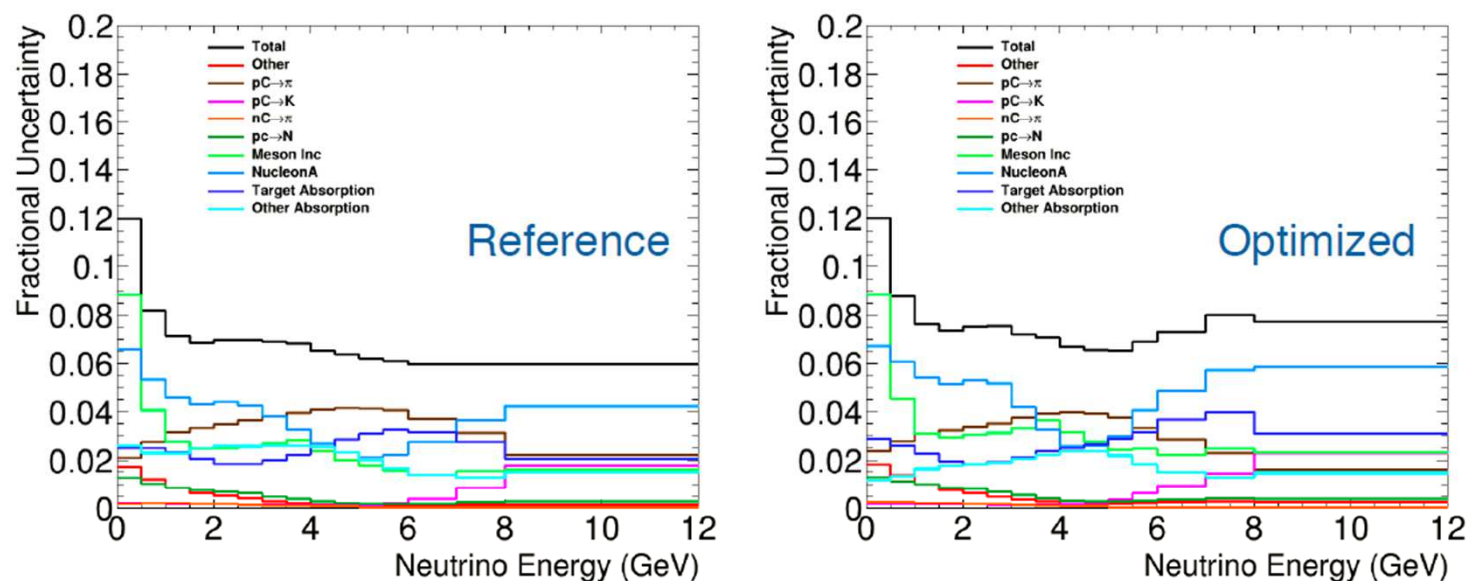 0.2
0.18
0.16
0.14
0.12
0.1
0.08
0.06
0.04
0.02
0
Fractional Uncertainty
Total
Other
pC→π
pC→K
nC→π
pc→N
Meson Inc
NucleonA
Target Absorption
Other Absorption
Reference
0 2 4 6 8 10 12
Neutrino Energy (GeV)
0.2
0.18
0.16
0.14
0.12
0.1
0.08
0.06
0.04
0.02
0
Fractional Uncertainty
Total
Other
pC→π
pC→K
nC→π
pc→N
Meson Inc
NucleonA
Target Absorption
Other Absorption
Optimized
0 2 4 6 8 10 12
Neutrino Energy (GeV)